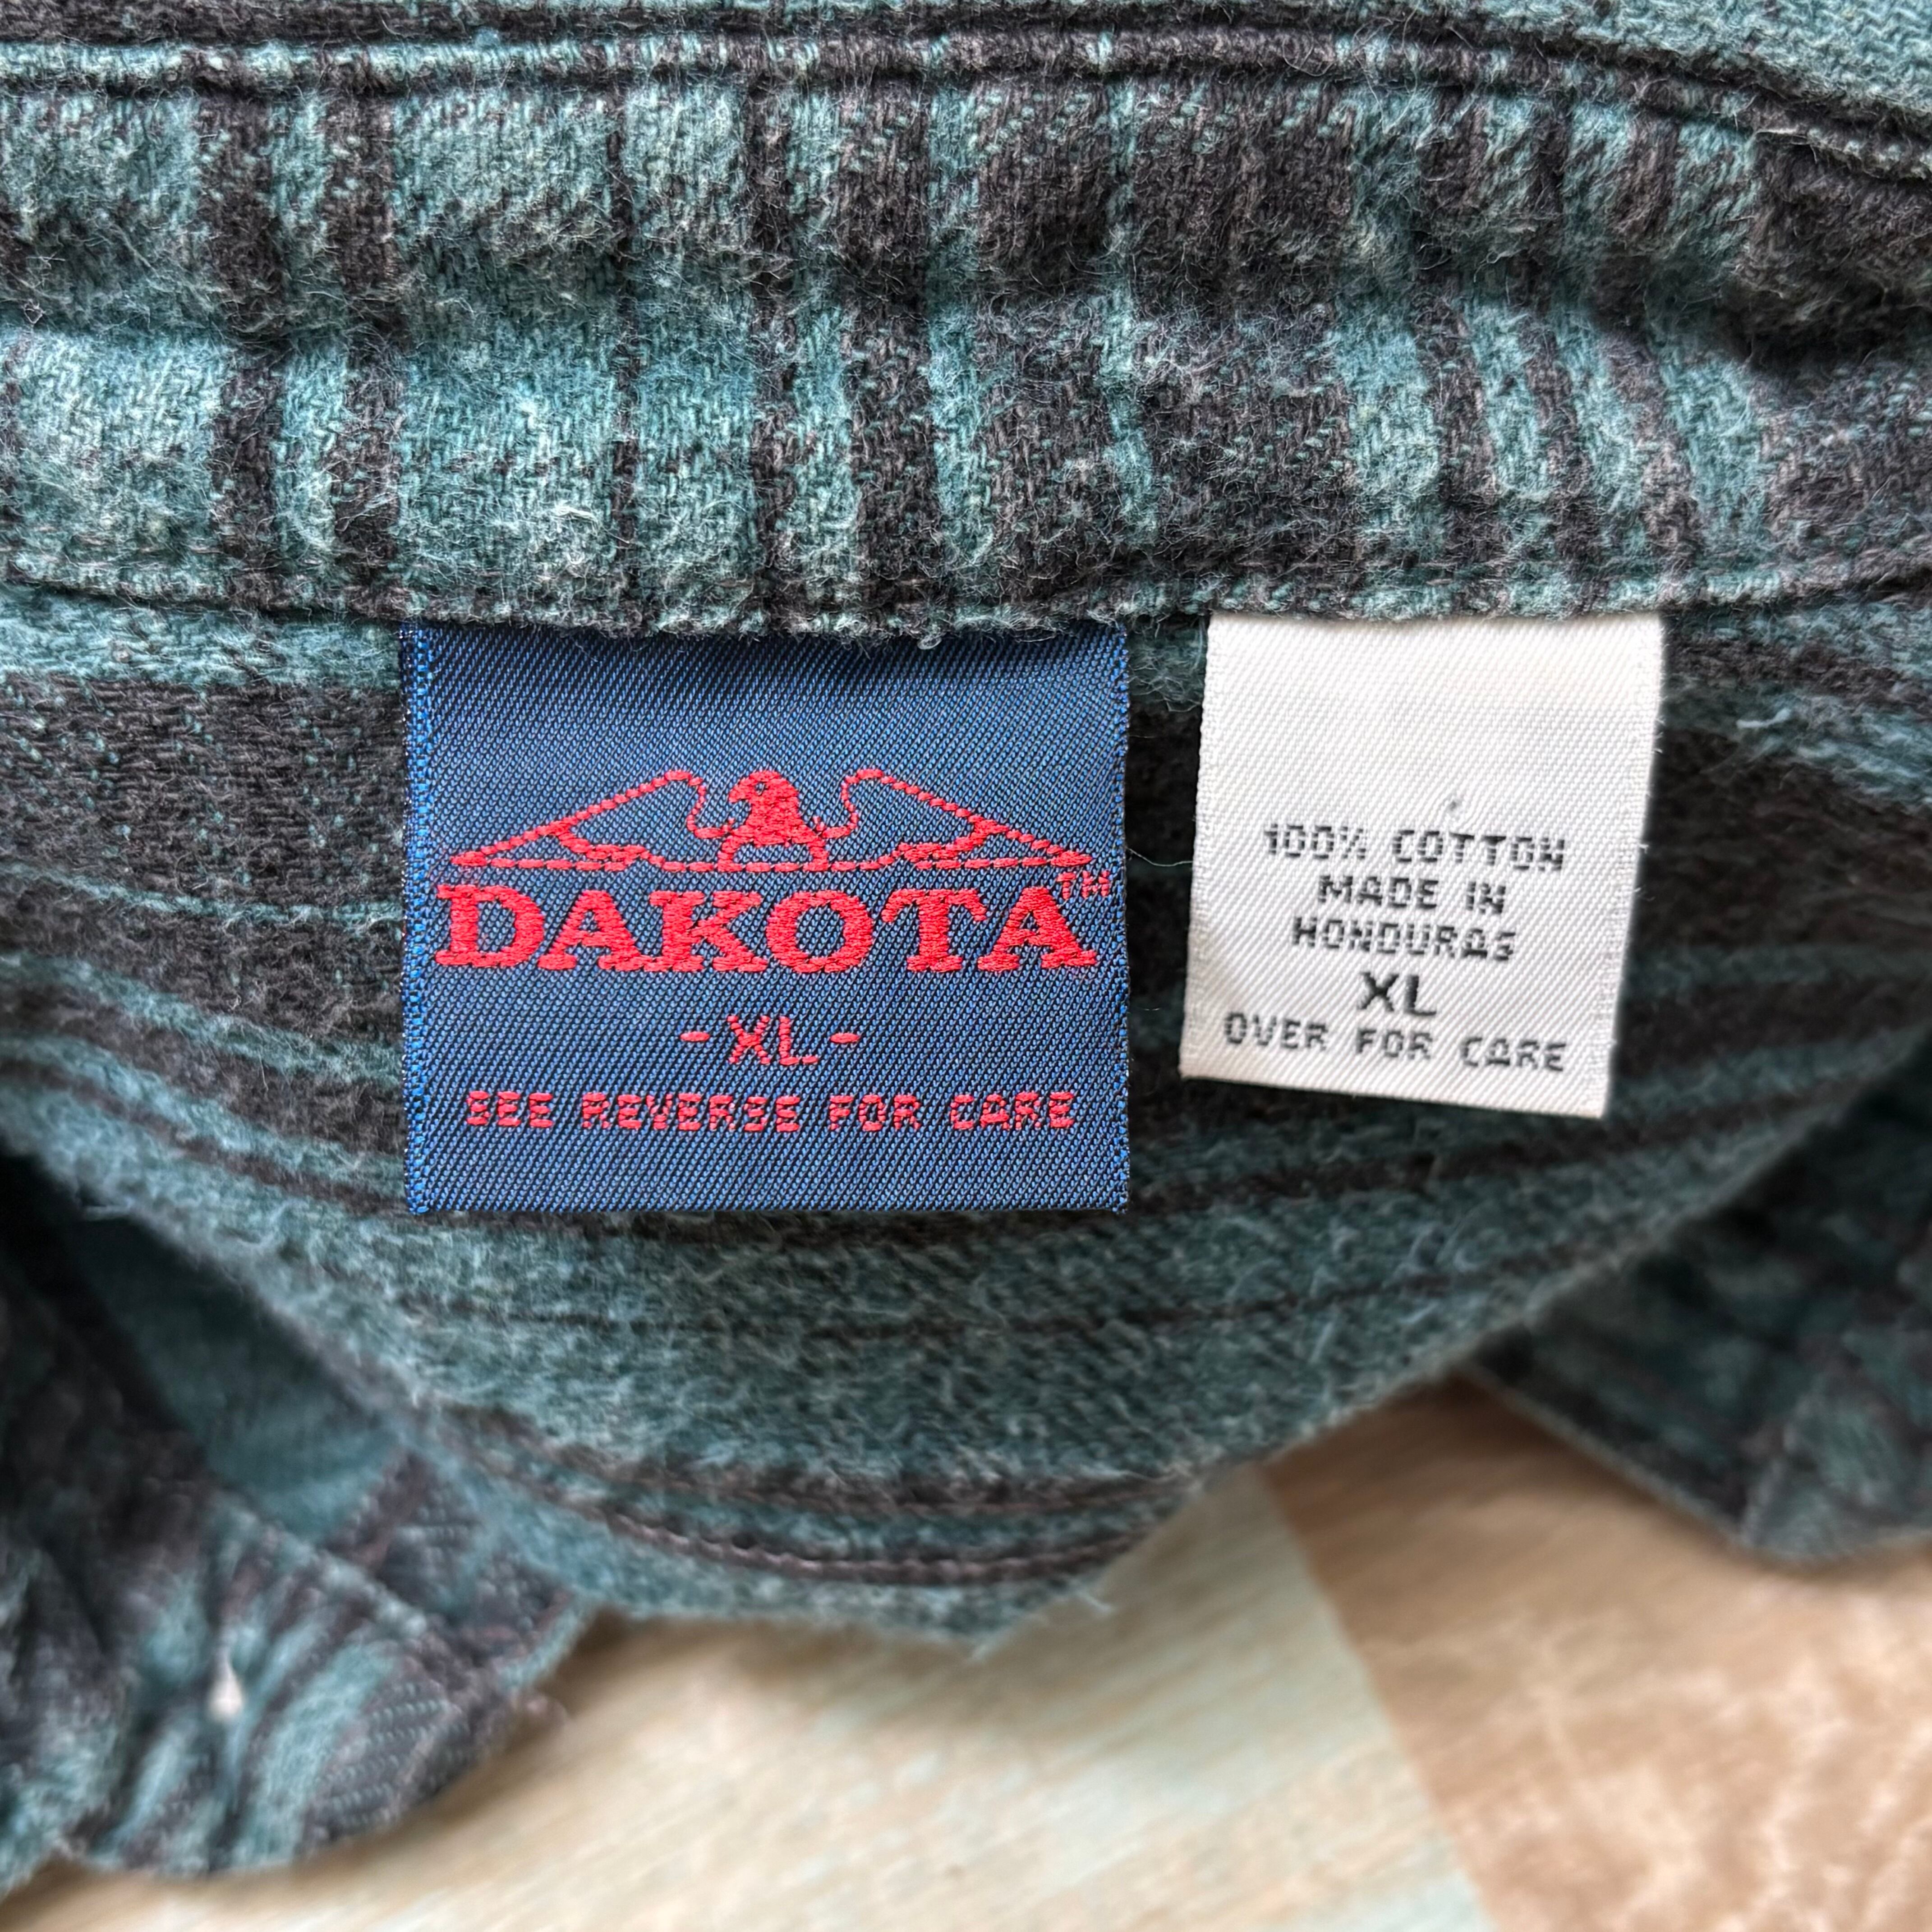 DAKOTA™
-XL-
SEE REVERSE FOR CARE
100% COTTON
MADE IN
HONDURAS
XL
OVER FOR CARE